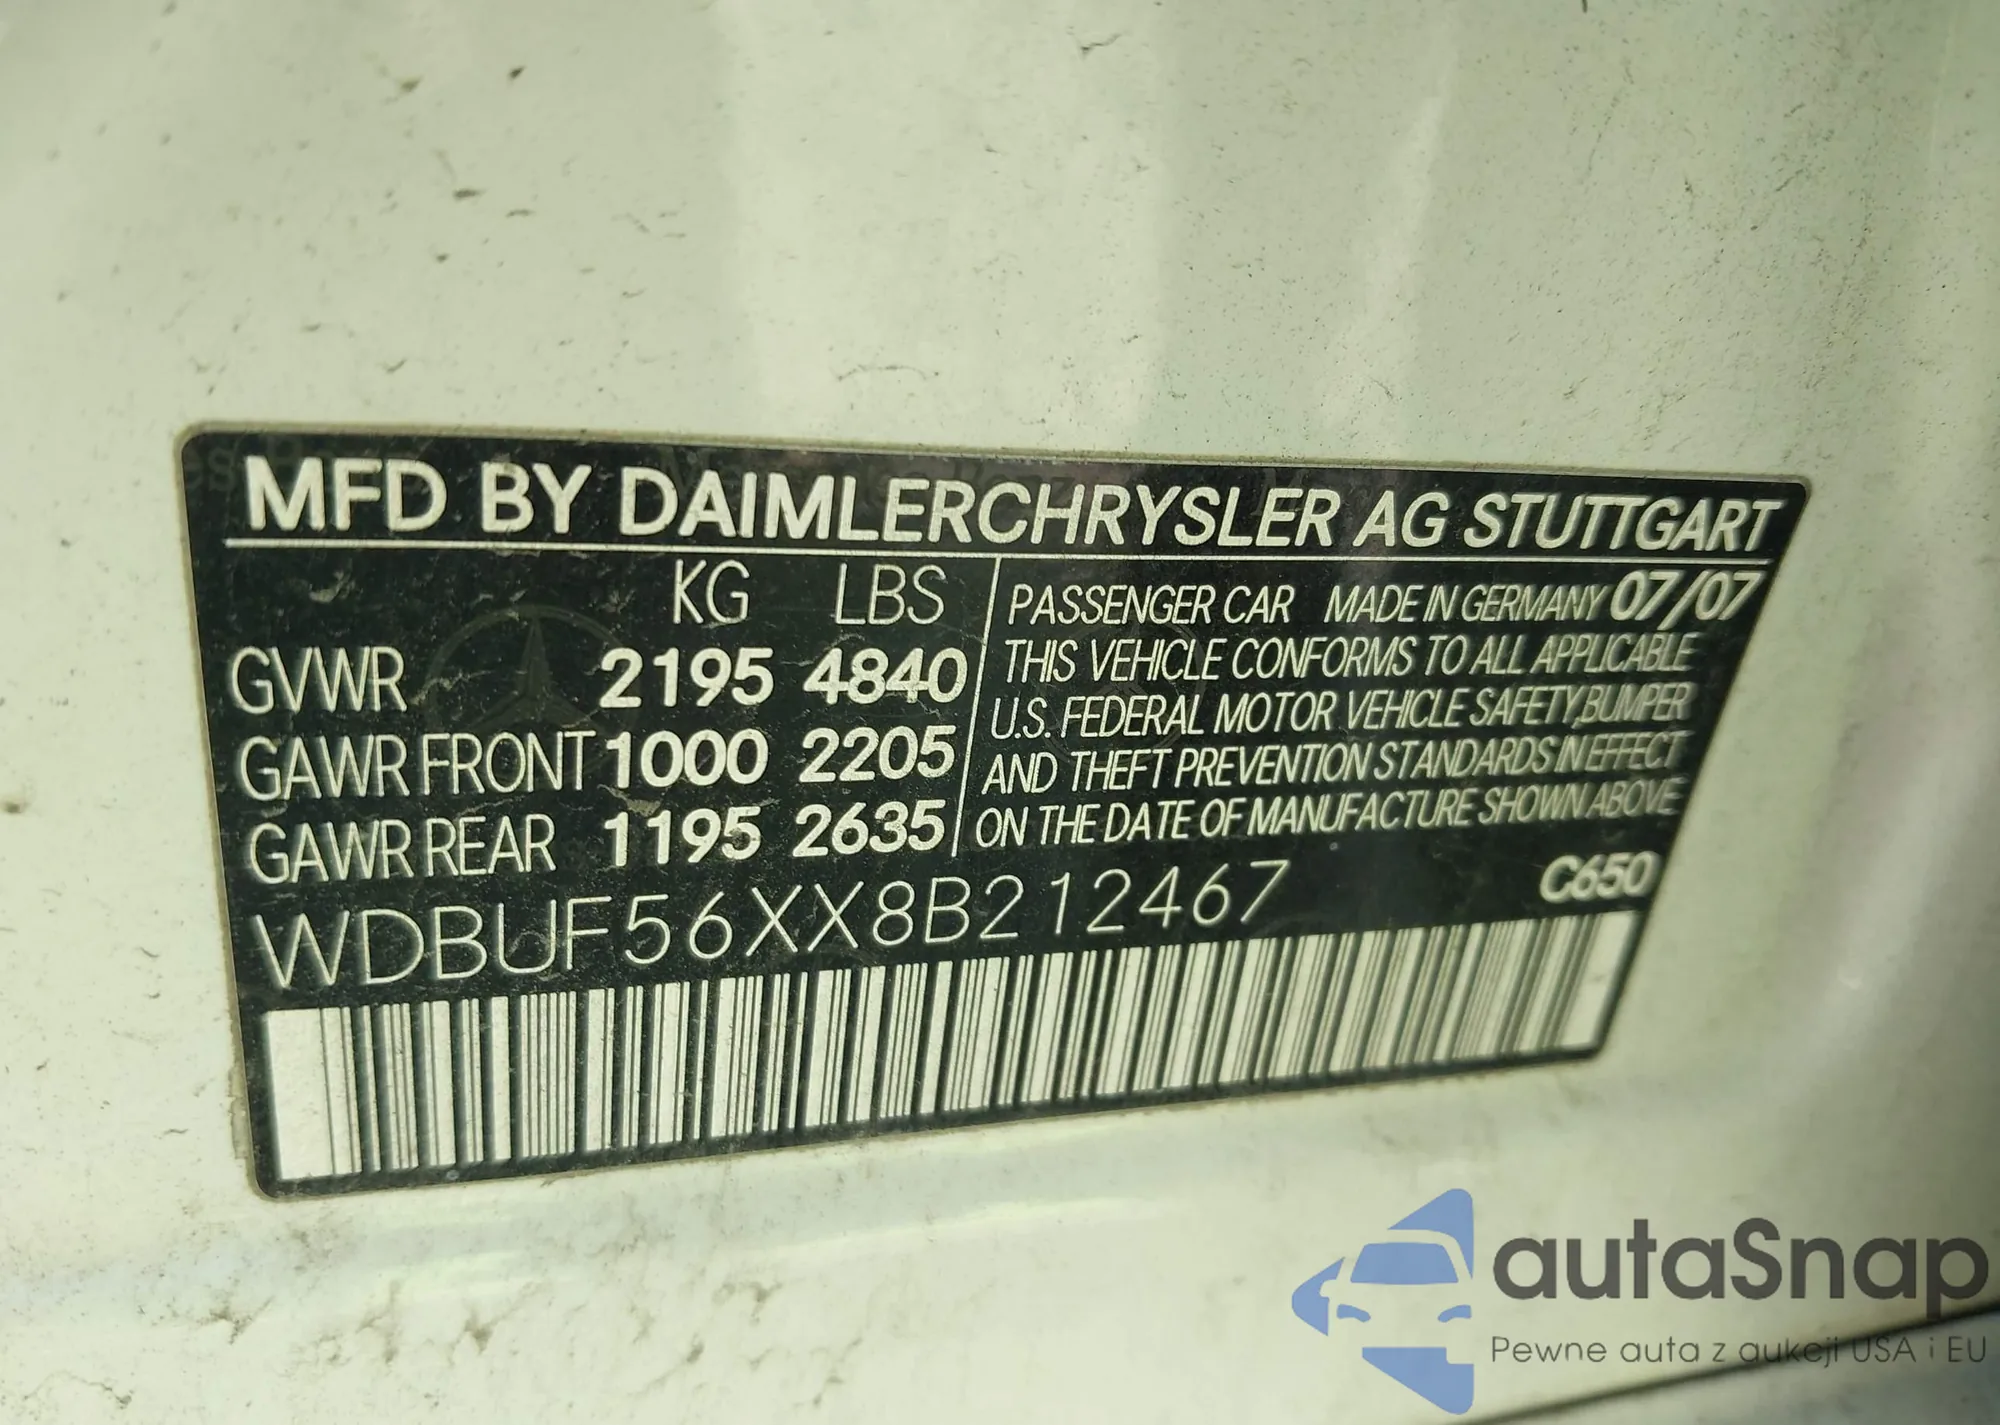 MFD BY DAIMLERCHRYSLER AG STUTTGART
KG LBS
GVWR 2195 4840
GAWR FRONT 1000 2205
GAWR REAR 1195 2635
PASSENGER CAR MADE IN GERMANY 07/07
THIS VEHICLE CONFORMS TO ALL APPLICABLE
U.S. FEDERAL MOTOR VEHICLE SAFETY,BUMPER
AND THEFT PREVENTION STANDARDS IN EFFECT
ON THE DATE OF MANUFACTURE SHOWN ABOVE
WDBUF56XX8B212467
C650
autaSnap
Pewne auta z aukcji USA i EU